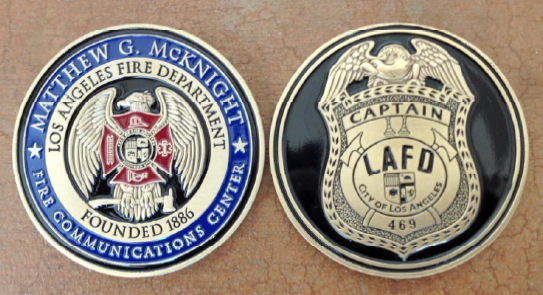 MATTHEW G. MCKNIGHT
LOS ANGELES FIRE DEPARTMENT
FOUNDED 1886
FIRE COMMUNICATIONS CENTER
CAPTAIN
LAFD
CITY OF LOS ANGELES
469